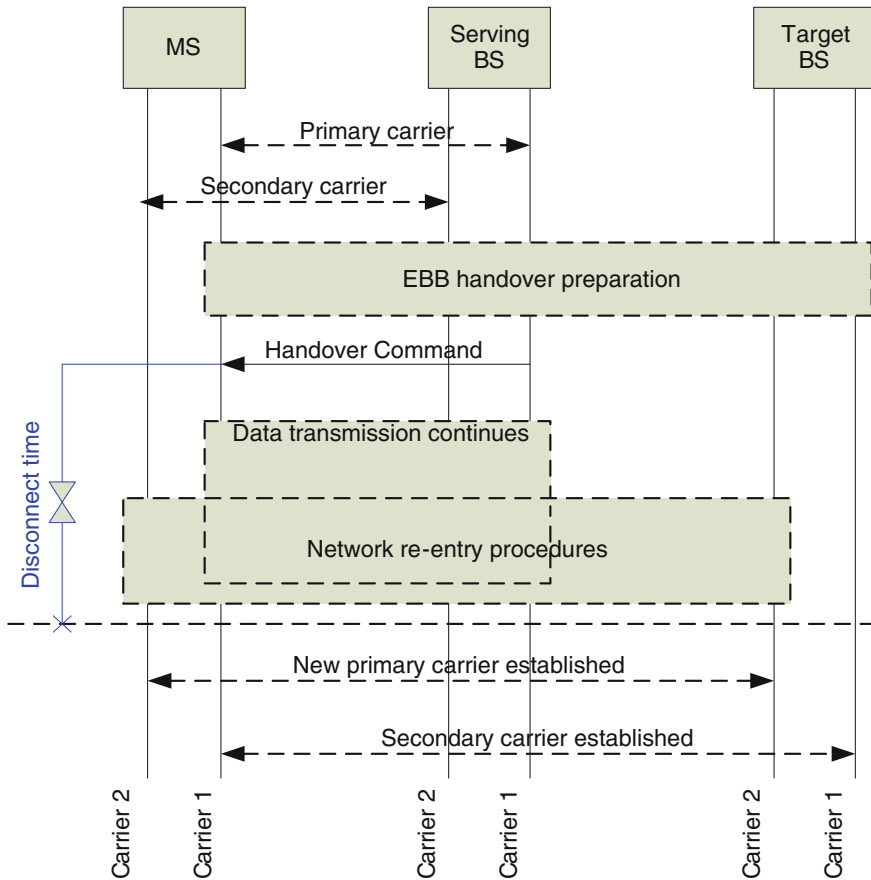 MS
Serving
BS
Target
BS
Primary carrier
Secondary carrier
EBB handover preparation
Handover Command
Data transmission continues
Disconnect time
Network re-entry procedures
New primary carrier established
Secondary carrier established
Carrier 2
Carrier 1
Carrier 2
Carrier 1
Carrier 2
Carrier 1